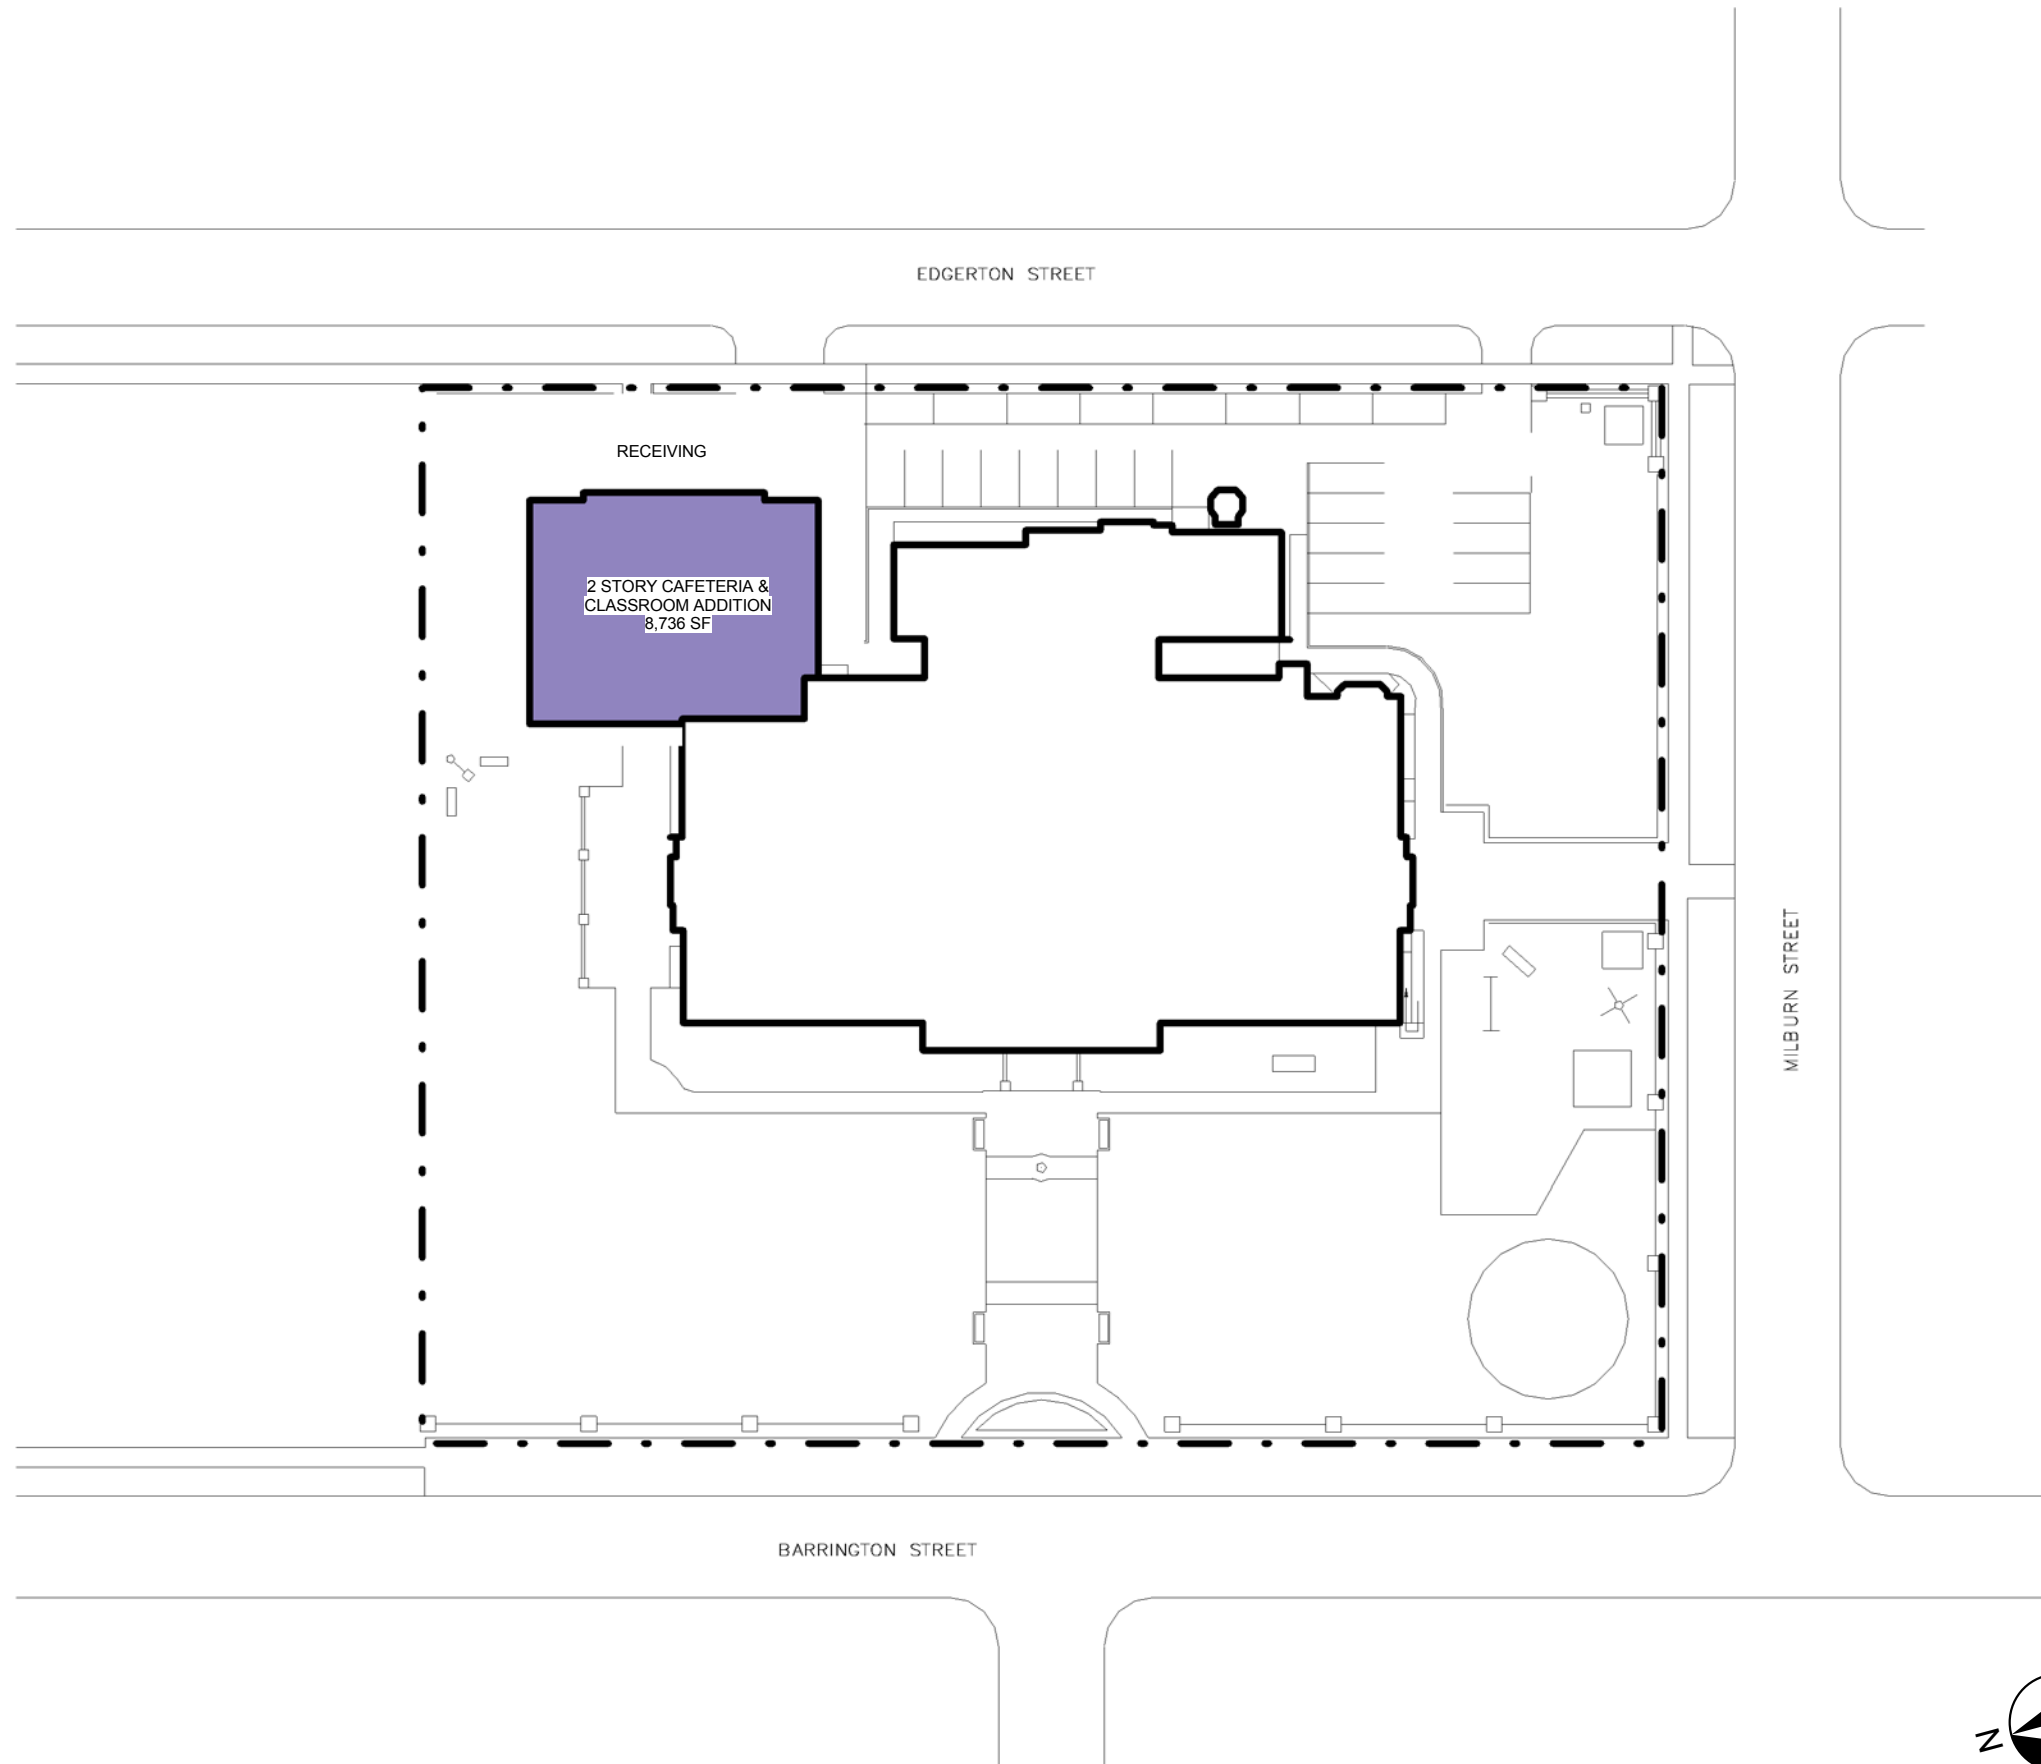 EDGERTON STREET
RECEIVING
2 STORY CAFETERIA &
CLASSROOM ADDITION
8,736 SF
MILBURN STREET
BARRINGTON STREET
N